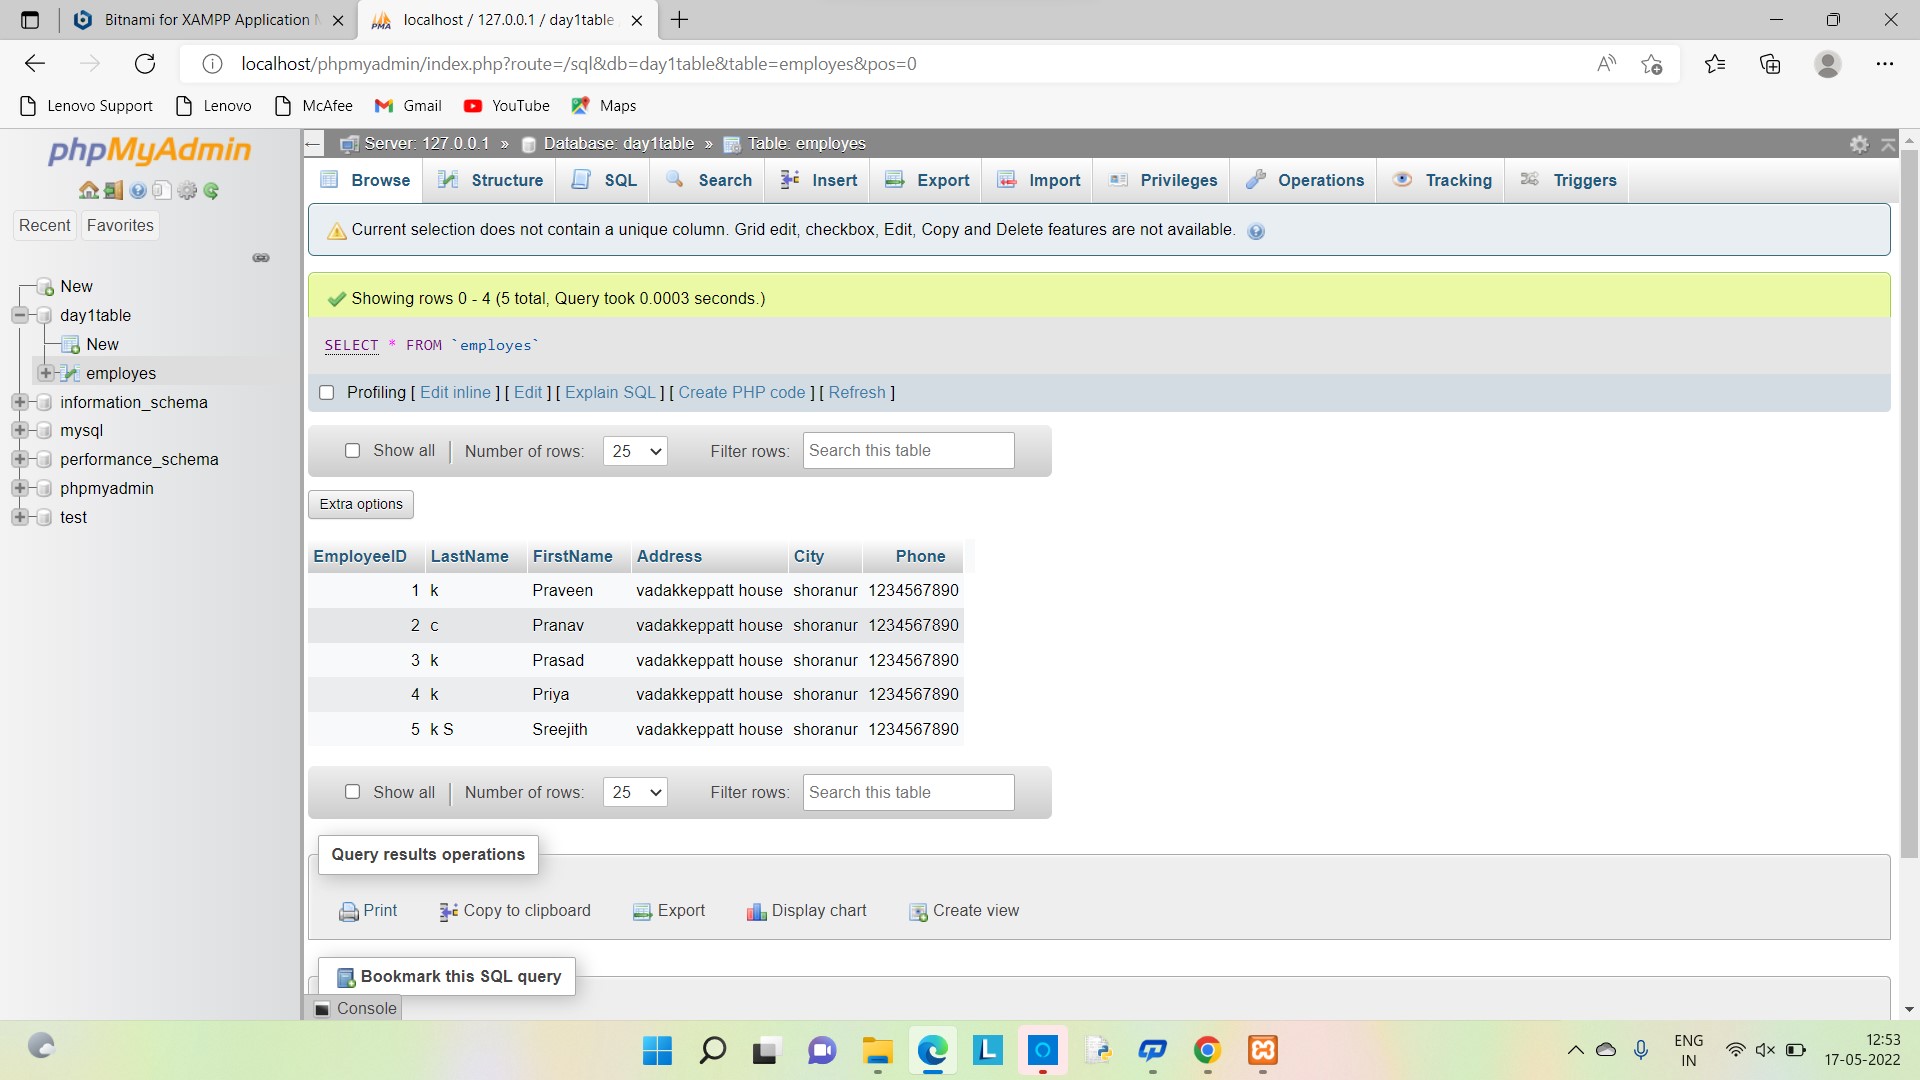 Bitnami for XAMPP Application M
localhost / 127.0.0.1 / day1table
localhost/phpmyadmin/index.php?route=/sql&db=day1table&table=employes&pos=0
Lenovo Support Lenovo McAfee Gmail YouTube Maps
phpMyAdmin
Recent Favorites
New
day1table
New
employes
information_schema
mysql
performance_schema
phpmyadmin
test
Server: 127.0.0.1 » Database: day1table » Table: employes
Browse Structure SQL Search Insert Export Import Privileges Operations Tracking Triggers
Current selection does not contain a unique column. Grid edit, checkbox, Edit, Copy and Delete features are not available.
Showing rows 0 - 4 (5 total, Query took 0.0003 seconds.)
SELECT * FROM `employes`
Profiling [ Edit inline ] [ Edit ] [ Explain SQL ] [ Create PHP code ] [ Refresh ]
Show all Number of rows: 25 Filter rows: Search this table
Extra options
EmployeeID LastName FirstName Address City Phone
1 k Praveen vadakkeppatt house shoranur 1234567890
2 c Pranav vadakkeppatt house shoranur 1234567890
3 k Prasad vadakkeppatt house shoranur 1234567890
4 k Priya vadakkeppatt house shoranur 1234567890
5 k S Sreejith vadakkeppatt house shoranur 1234567890
Show all Number of rows: 25 Filter rows: Search this table
Query results operations
Print Copy to clipboard Export Display chart Create view
Bookmark this SQL query
Console
ENG
IN
12:53
17-05-2022